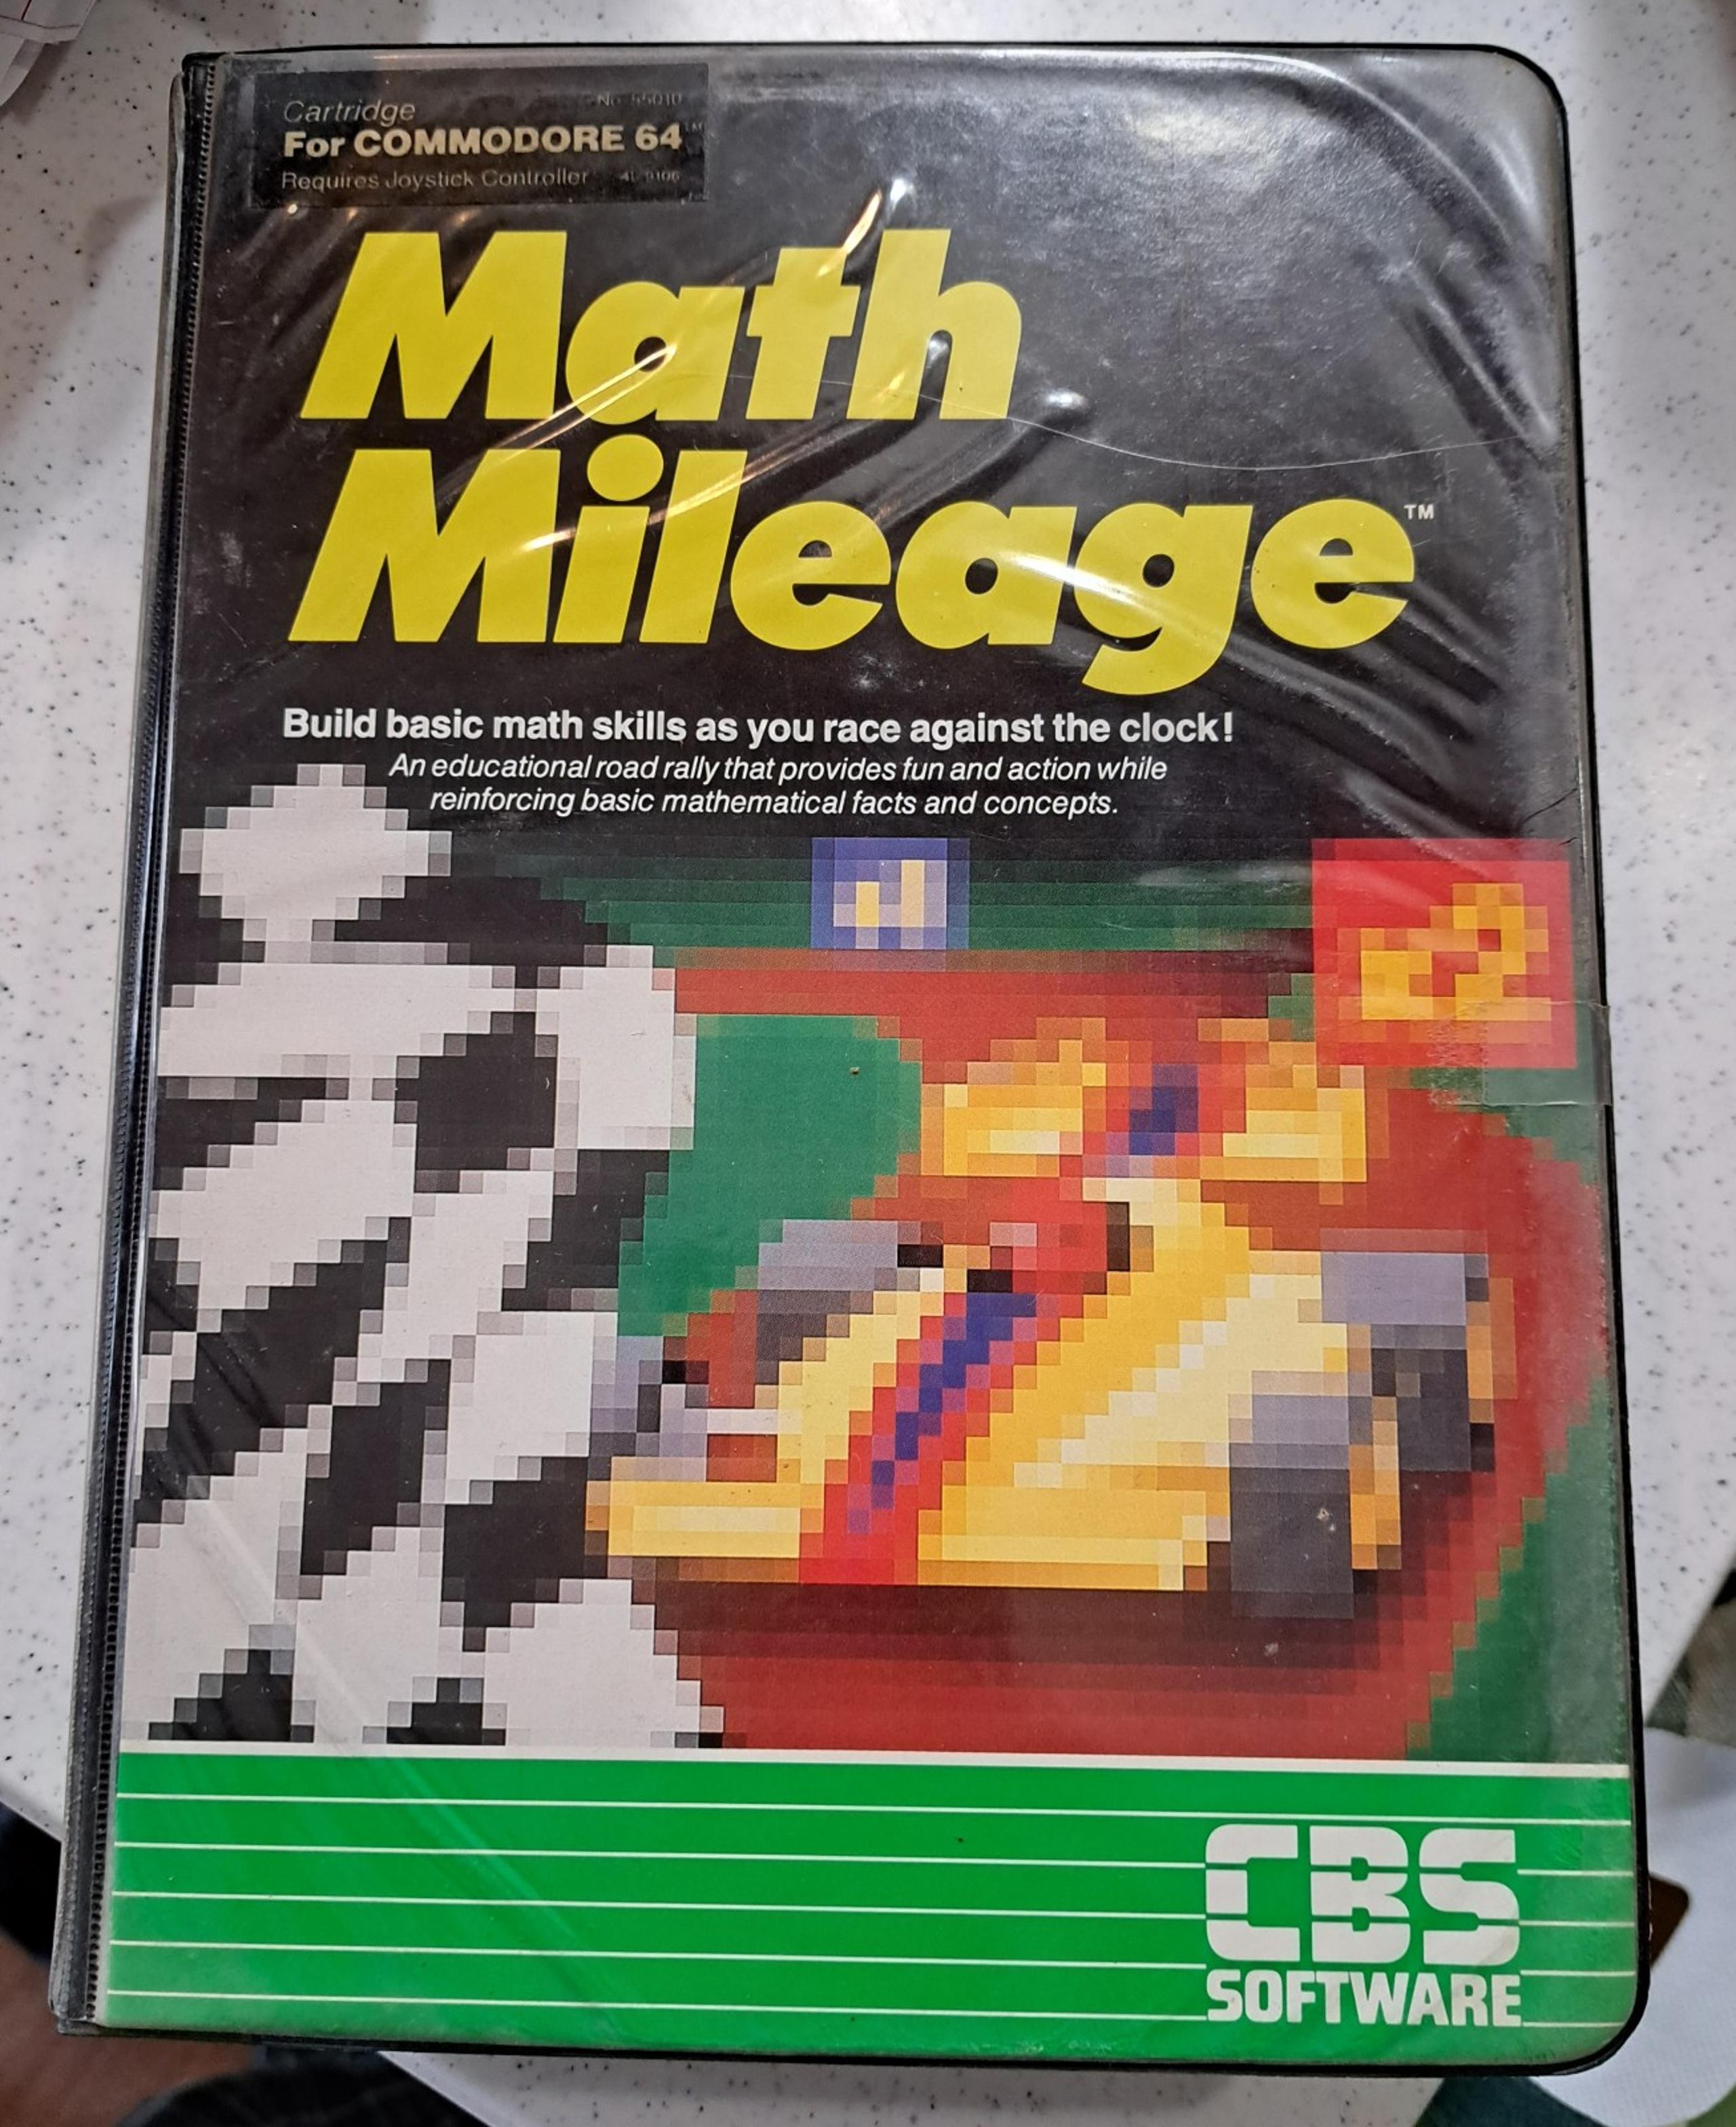 Cartridge
For COMMODORE 64™
Requires Joystick Controller
Math
Mileage™
Build basic math skills as you race against the clock!
An educational road rally that provides fun and action while
reinforcing basic mathematical facts and concepts.
CBS
SOFTWARE